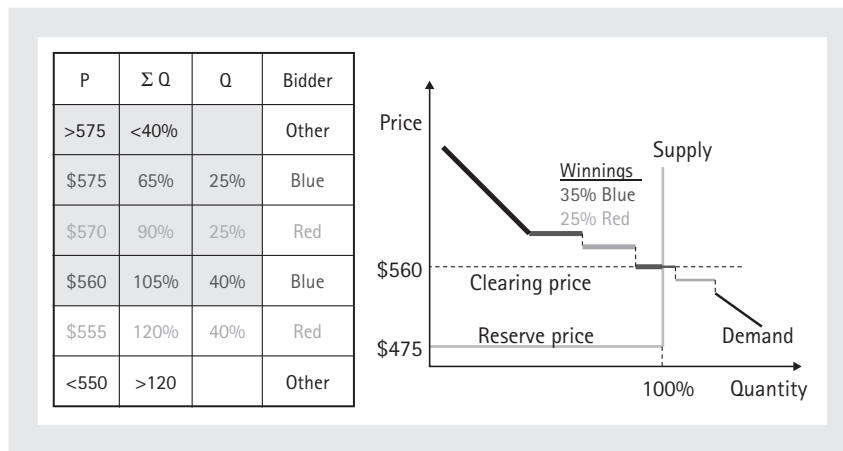 P Σ Q Q Bidder
>575 <40% Other
$575 65% 25% Blue
$570 90% 25% Red
$560 105% 40% Blue
$555 120% 40% Red
<550 >120 Other
Price
Supply
Winnings
35% Blue
25% Red
$560
Clearing price
Reserve price
Demand
$475
100%
Quantity